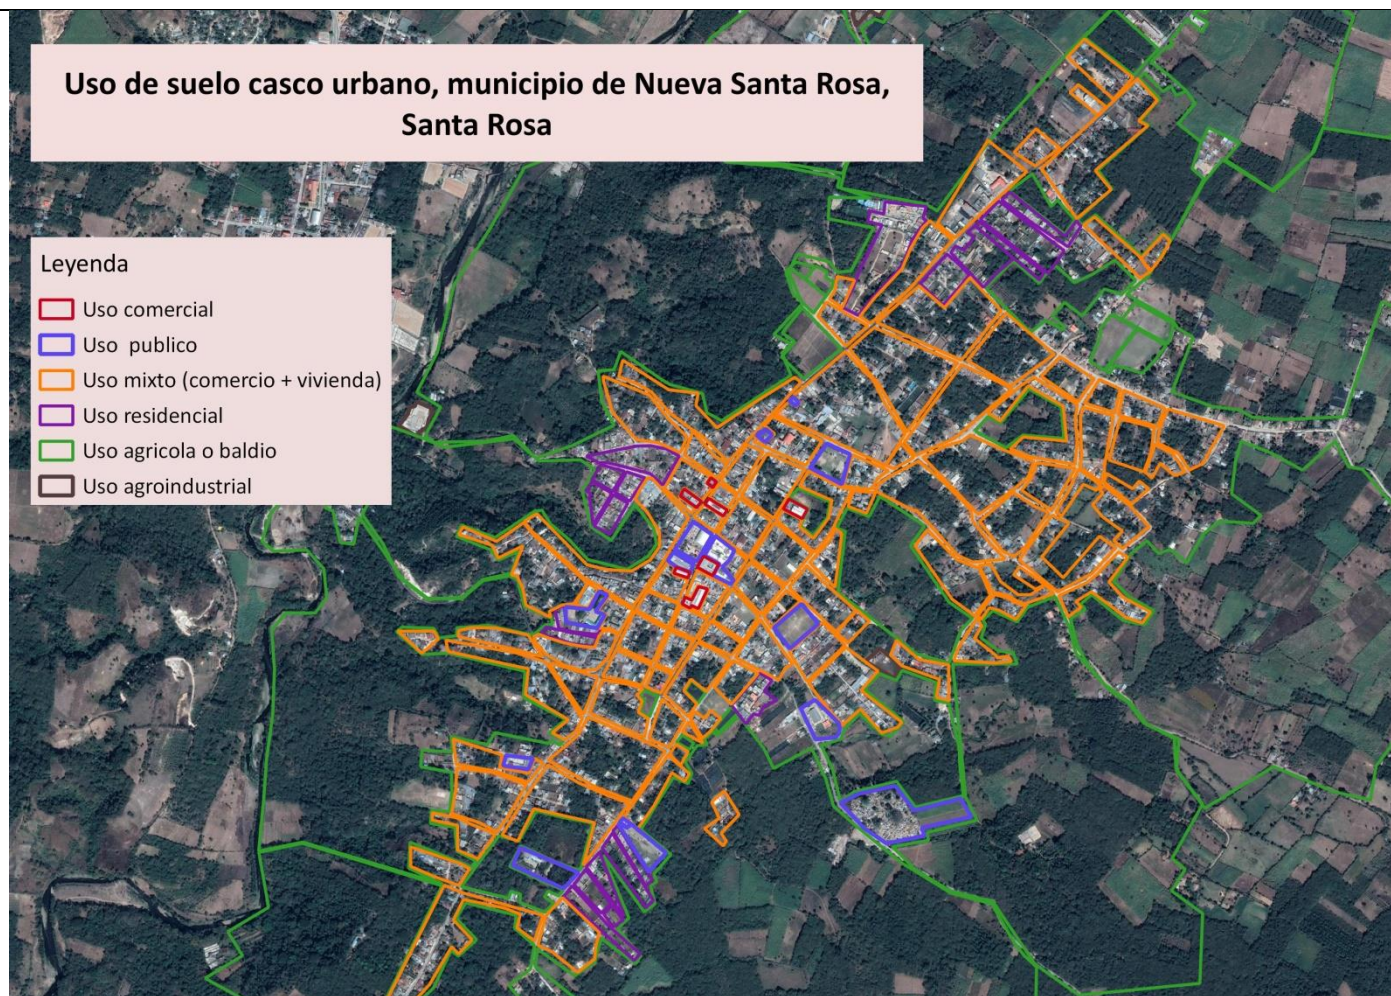 Uso de suelo casco urbano, municipio de Nueva Santa Rosa,
Santa Rosa
Leyenda
Uso comercial
Uso publico
Uso mixto (comercio + vivienda)
Uso residencial
Uso agricola o baldio
Uso agroindustrial